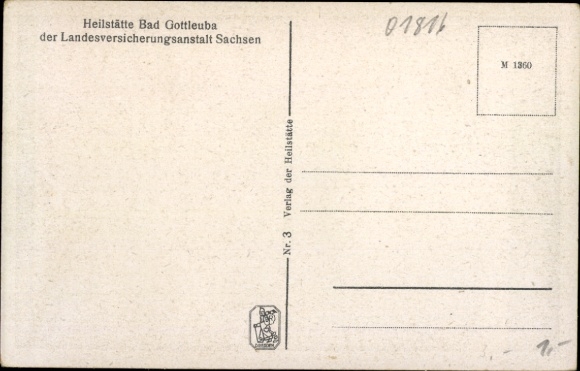 Heilstätte Bad Gottleuba
der Landesversicherungsanstalt Sachsen
01816
M 1360
Nr. 3 Verlag der Heilstätte
1,-